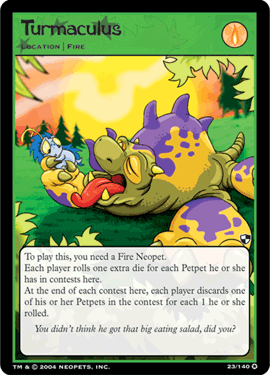 Turmaculus
Location | Fire
To play this, you need a Fire Neopet.
Each player rolls one extra die for each Petpet he or she
has in contests here.
At the end of each contest here, each player discards one
of his or her Petpets in the contest for each 1 he or she
rolled.
You didn't think he got that big eating salad, did you?
TM & © 2004 NEOPETS, INC.
23/140